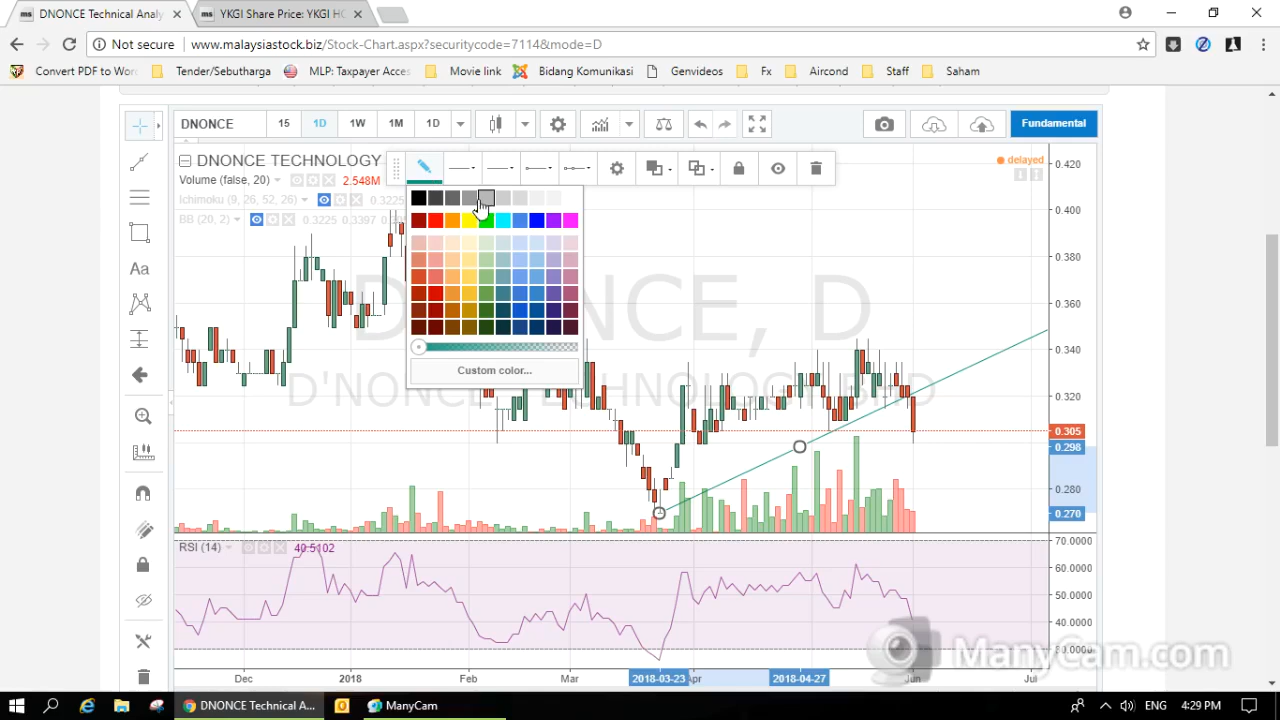 DNONCE Technical Analy
YKGI Share Price: YKGI HO
Not secure
www.malaysiastock.biz/Stock-Chart.aspx?securitycode=7114&mode=D
Convert PDF to Word
Tender/Sebutharga
MLP: Taxpayer Acces
Movie link
Bidang Komunikasi
Genvideos
Fx
Aircond
Staff
Saham
DNONCE 15 1D 1W 1M 1D Fundamental
DNONCE TECHNOLOGY
delayed
Volume (false, 20) 2.548M
Ichimoku (9, 26, 52, 26) 0.3225
BB (20, 2) 0.3225 0.3397
Aa
DNONCE, D
D'NONCE TECHNOLOGY BHD
Custom color...
0.420
0.400
0.380
0.360
0.340
0.320
0.305
0.298
0.280
0.270
RSI (14) 40.5102
70.0000
60.0000
50.0000
40.0000
30.0000
Dec 2018 Feb Mar 2018-03-23 Apr 2018-04-27 Jun Jul
ManyCam.com
DNONCE Technical A...
ManyCam
ENG 4:29 PM